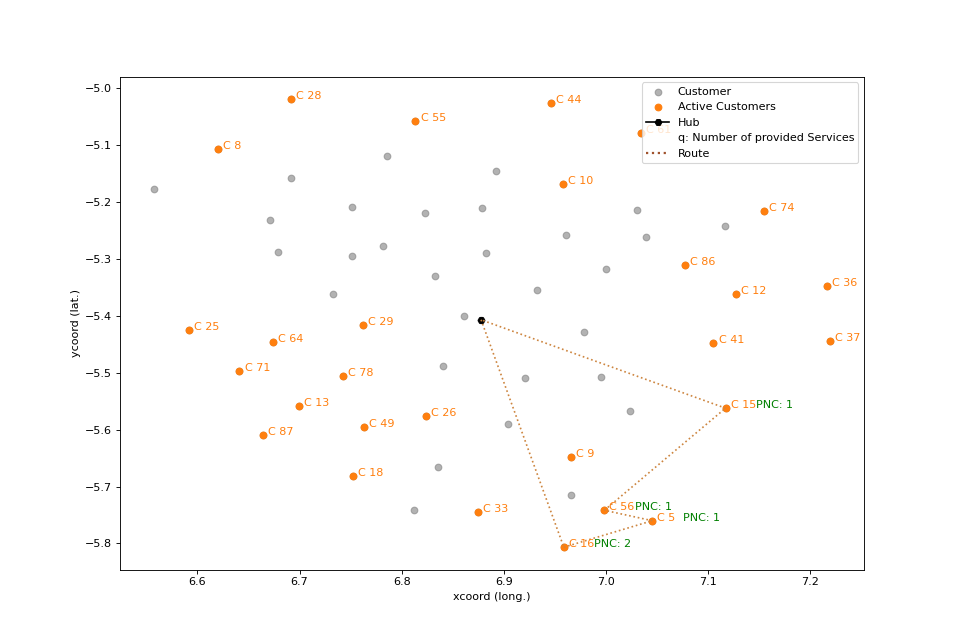 −5.0
−5.1
−5.2
−5.3
−5.4
−5.5
−5.6
−5.7
−5.8
ycoord (lat.)
6.6 6.7 6.8 6.9 7.0 7.1 7.2
xcoord (long.)
Customer
Active Customers
Hub
q: Number of provided Services
Route
C 28
C 44
C 55
C 61
C 8
C 10
C 74
C 86
C 36
C 12
C 29
C 25
C 64
C 41
C 37
C 71
C 78
C 13
C 15 PNC: 1
C 26
C 49
C 87
C 9
C 18
C 33
C 56 PNC: 1
C 5 PNC: 1
C 16 PNC: 2